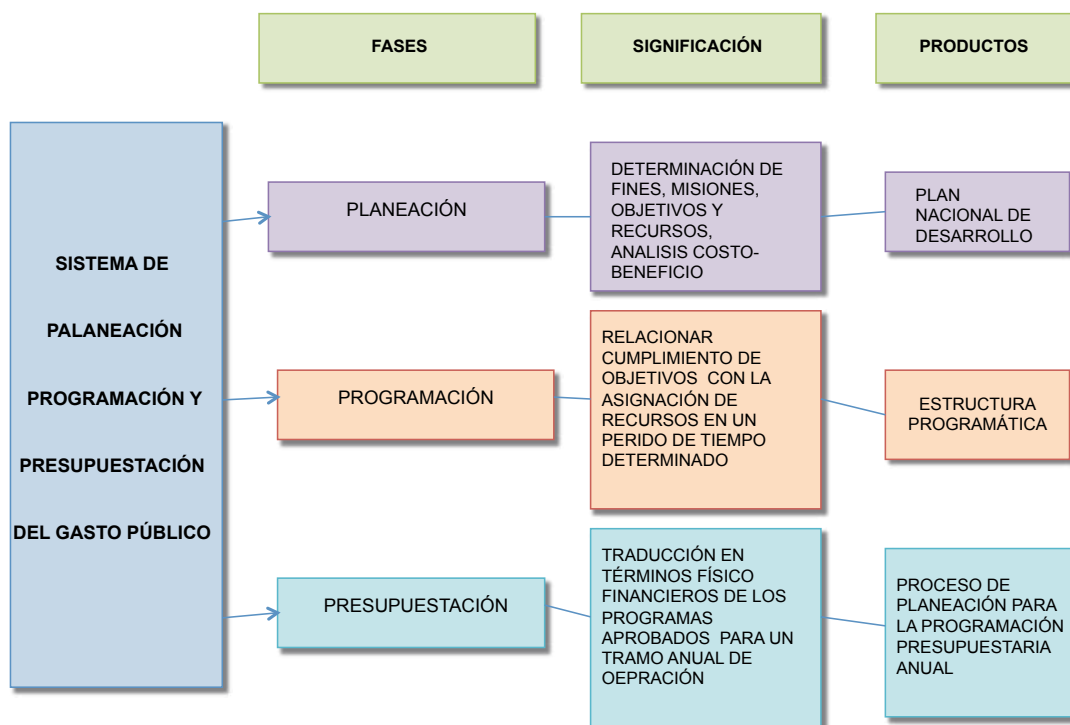 FASES
SIGNIFICACIÓN
PRODUCTOS
SISTEMA DE
PALANEACIÓN
PROGRAMACIÓN Y
PRESUPUESTACIÓN
DEL GASTO PÚBLICO
PLANEACIÓN
DETERMINACIÓN DE
FINES, MISIONES,
OBJETIVOS Y
RECURSOS,
ANALISIS COSTO-
BENEFICIO
PLAN
NACIONAL DE
DESARROLLO
PROGRAMACIÓN
RELACIONAR
CUMPLIMIENTO DE
OBJETIVOS CON LA
ASIGNACIÓN DE
RECURSOS EN UN
PERIDO DE TIEMPO
DETERMINADO
ESTRUCTURA
PROGRAMÁTICA
PRESUPUESTACIÓN
TRADUCCIÓN EN
TÉRMINOS FÍSICO
FINANCIEROS DE LOS
PROGRAMAS
APROBADOS PARA UN
TRAMO ANUAL DE
OEPRACIÓN
PROCESO DE
PLANEACIÓN PARA
LA PROGRAMACIÓN
PRESUPUESTARIA
ANUAL